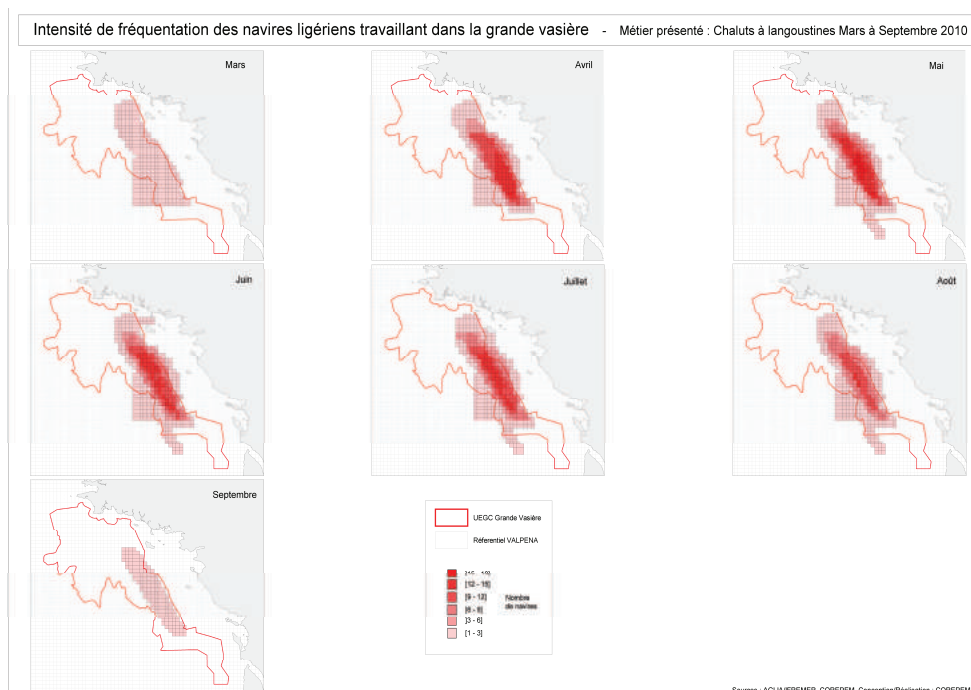 Intensité de fréquentation des navires ligériens travaillant dans la grande vasière - Métier présenté : Chaluts à langoustines Mars à Septembre 2010
Mars
Avril
Mai
Juin
Juillet
Août
Septembre
UEGC Grande Vasière
Réferentiel VALPENA
[12 - 15]
[9 - 12]
[6 - 8]
]3 - 6]
[1 - 3]
Nombre
de navires